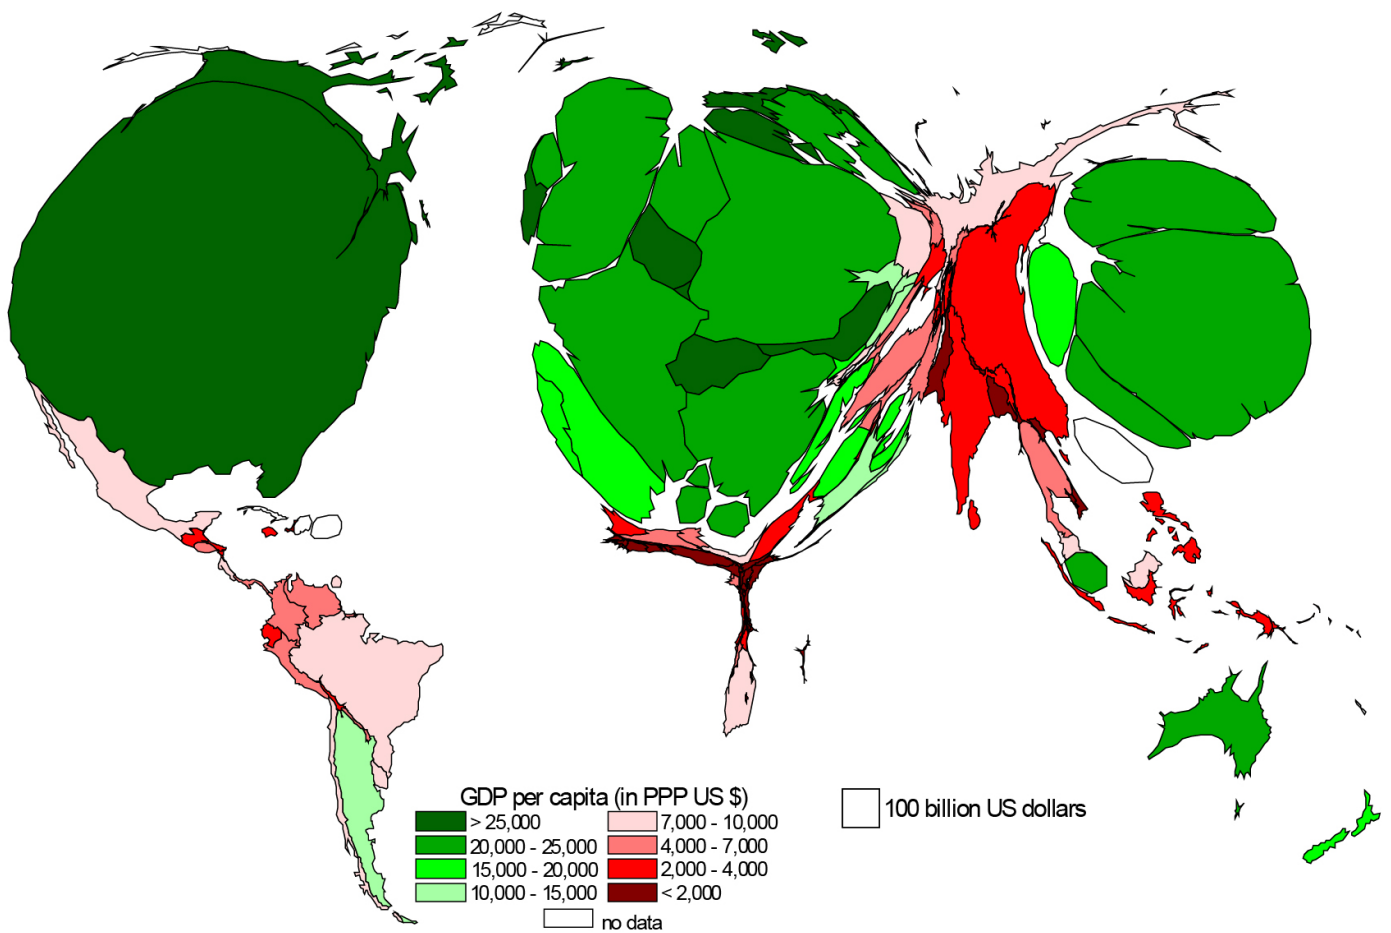 GDP per capita (in PPP US $)
> 25,000
7,000 - 10,000
20,000 - 25,000
4,000 - 7,000
15,000 - 20,000
2,000 - 4,000
10,000 - 15,000
< 2,000
no data
100 billion US dollars